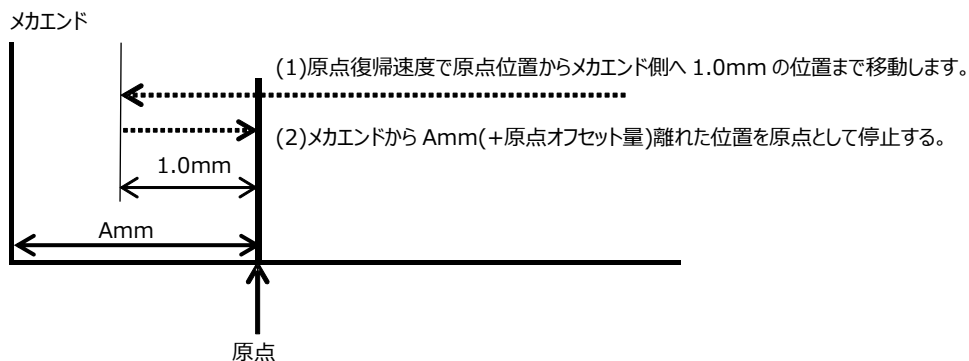 メカエンド
(1)原点復帰速度で原点位置からメカエンド側へ 1.0mm の位置まで移動します。
(2)メカエンドから Amm(+原点オフセット量)離れた位置を原点として停止する。
1.0mm
Amm
原点